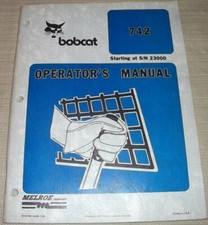 bobcat
742
Starting at S/N 23000
OPERATOR'S MANUAL
MELROE